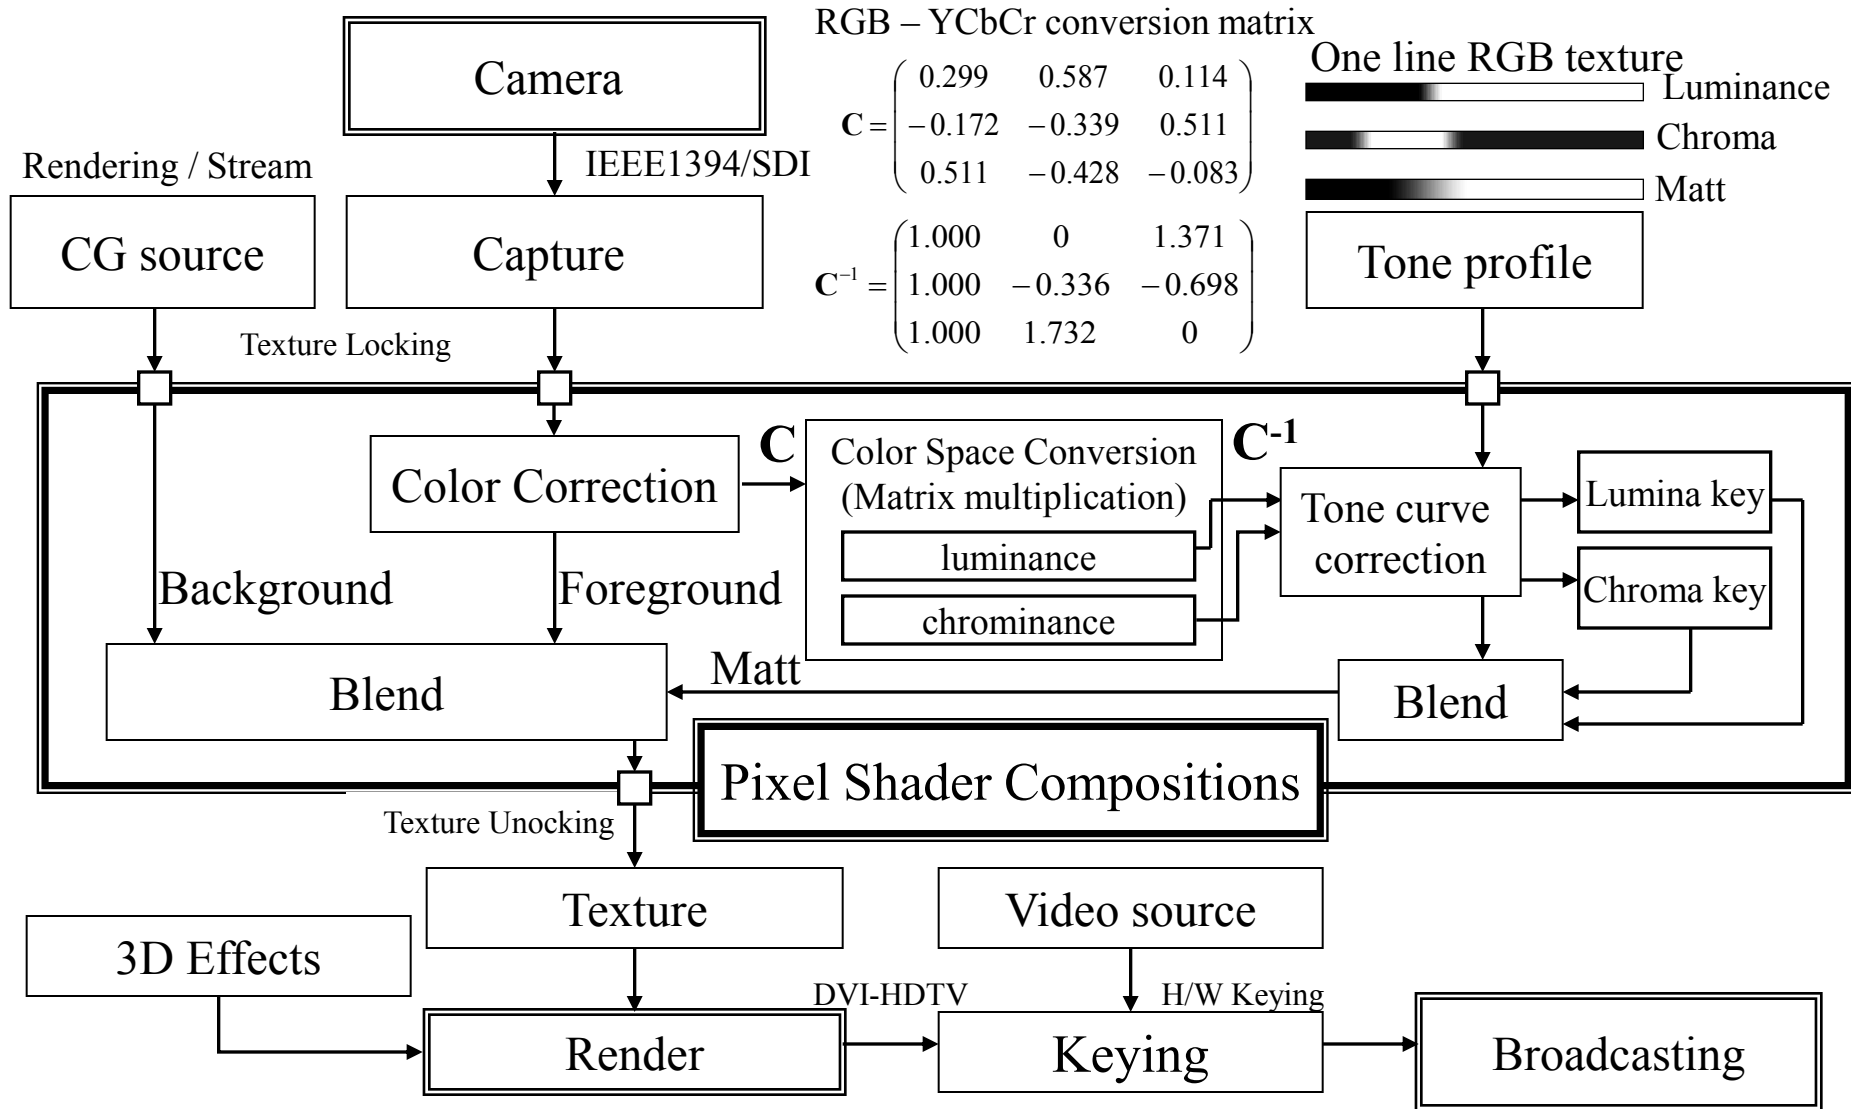 RGB – YCbCr conversion matrix
Camera
C = ( 0.299 0.587 0.114
−0.172 −0.339 0.511
0.511 −0.428 −0.083 )
One line RGB texture
Luminance
Chroma
Matt
Rendering / Stream
IEEE1394/SDI
CG source
Capture
C⁻¹ = ( 1.000 0 1.371
1.000 −0.336 −0.698
1.000 1.732 0 )
Tone profile
Texture Locking
Color Correction
C
Color Space Conversion
(Matrix multiplication)
luminance
chrominance
C⁻¹
Tone curve
correction
Lumina key
Chroma key
Background
Foreground
Blend
Matt
Blend
Pixel Shader Compositions
Texture Unocking
Texture
Video source
3D Effects
DVI-HDTV
H/W Keying
Render
Keying
Broadcasting